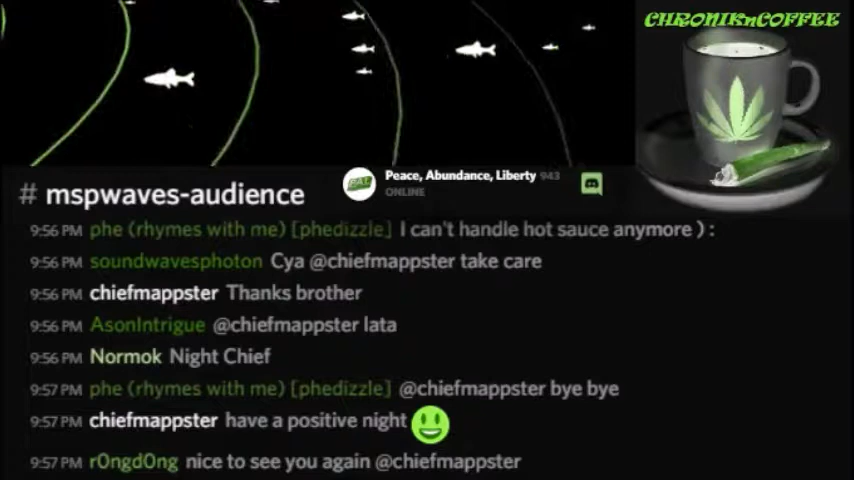 CHRONIKnCOFFEE
Peace, Abundance, Liberty 943
ONLINE
# mspwaves-audience
9:56 PM phe (rhymes with me) [phedizzle] I can't handle hot sauce anymore ) :
9:56 PM soundwavesphoton Cya @chiefmappster take care
9:56 PM chiefmappster Thanks brother
9:56 PM AsonIntrigue @chiefmappster lata
9:56 PM Normok Night Chief
9:57 PM phe (rhymes with me) [phedizzle] @chiefmappster bye bye
9:57 PM chiefmappster have a positive night
9:57 PM r0ngd0ng nice to see you again @chiefmappster